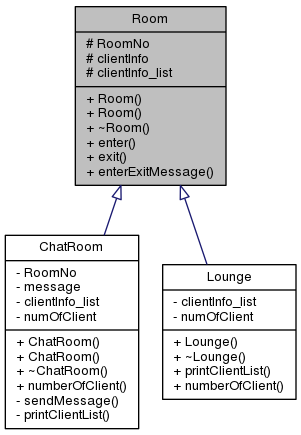 Room
# RoomNo
# clientInfo
# clientInfo_list
+ Room()
+ Room()
+ ~Room()
+ enter()
+ exit()
+ enterExitMessage()
ChatRoom
- RoomNo
- message
- clientInfo_list
- numOfClient
+ ChatRoom()
+ ChatRoom()
+ ~ChatRoom()
+ numberOfClient()
- sendMessage()
- printClientList()
Lounge
- clientInfo_list
- numOfClient
+ Lounge()
+ ~Lounge()
+ printClientList()
+ numberOfClient()